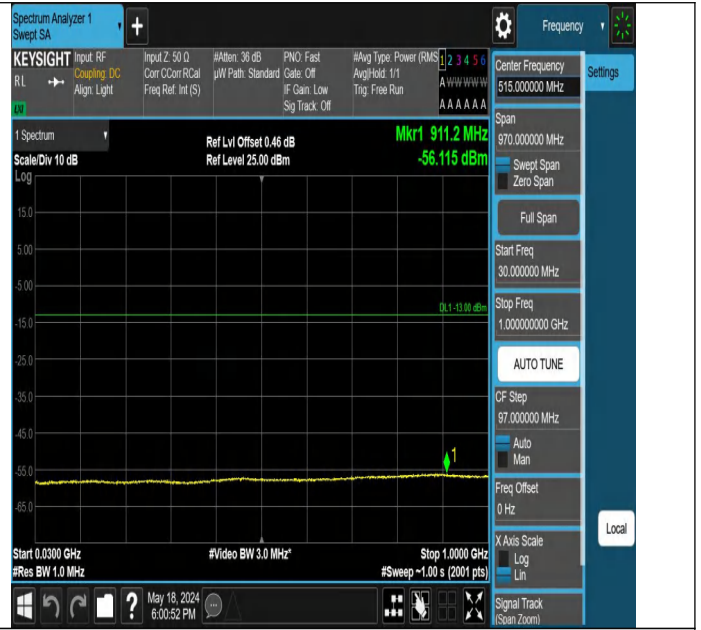 Spectrum Analyzer 1
Swept SA
+
Frequency
KEYSIGHT
Input: RF
Coupling: DC
Align: Light
Input Z: 50 Ω
Corr CCorr RCal
Freq Ref: Int (S)
#Atten: 36 dB
µW Path: Standard
PNO: Fast
Gate: Off
IF Gain: Low
Sig Track: Off
#Avg Type: Power (RMS
Avg|Hold: 1/1
Trig: Free Run
1 2 3 4 5 6
A W W W W W
A A A A A A
R L
LXI
1 Spectrum
Scale/Div 10 dB
Log
Ref Lvl Offset 0.46 dB
Ref Level 25.00 dBm
Mkr1 911.2 MHz
-56.115 dBm
15.0
5.00
-5.00
DL1 -13.00 dBm
-15.0
-25.0
-35.0
-45.0
1
-55.0
-65.0
Start 0.0300 GHz
#Res BW 1.0 MHz
#Video BW 3.0 MHz*
Stop 1.0000 GHz
#Sweep ~1.00 s (2001 pts)
Center Frequency
515.000000 MHz
Settings
Span
970.000000 MHz
Swept Span
Zero Span
Full Span
Start Freq
30.000000 MHz
Stop Freq
1.000000000 GHz
AUTO TUNE
CF Step
97.000000 MHz
Auto
Man
Freq Offset
0 Hz
X Axis Scale
Log
Lin
Local
Signal Track
(Span Zoom)
?
May 18, 2024
6:00:52 PM